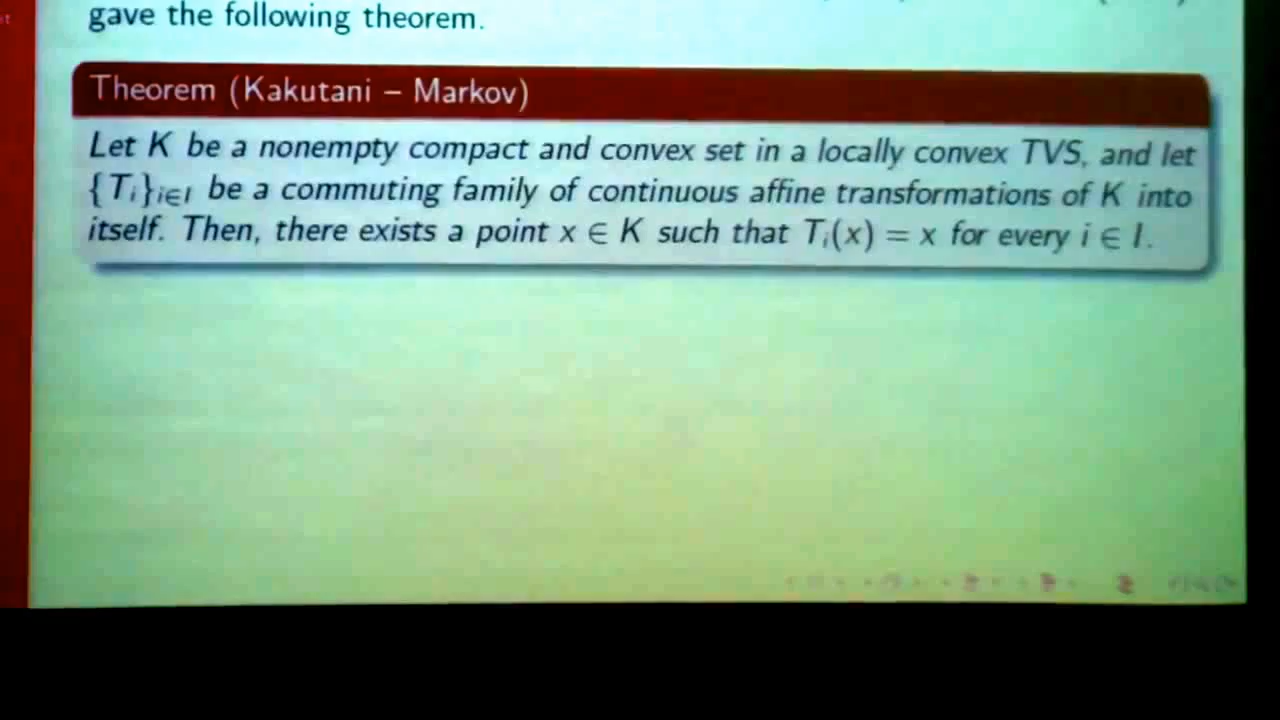 gave the following theorem.
Theorem (Kakutani – Markov)
Let K be a nonempty compact and convex set in a locally convex TVS, and let
{Tᵢ}ᵢ∈I be a commuting family of continuous affine transformations of K into
itself. Then, there exists a point x ∈ K such that Tᵢ(x) = x for every i ∈ I.